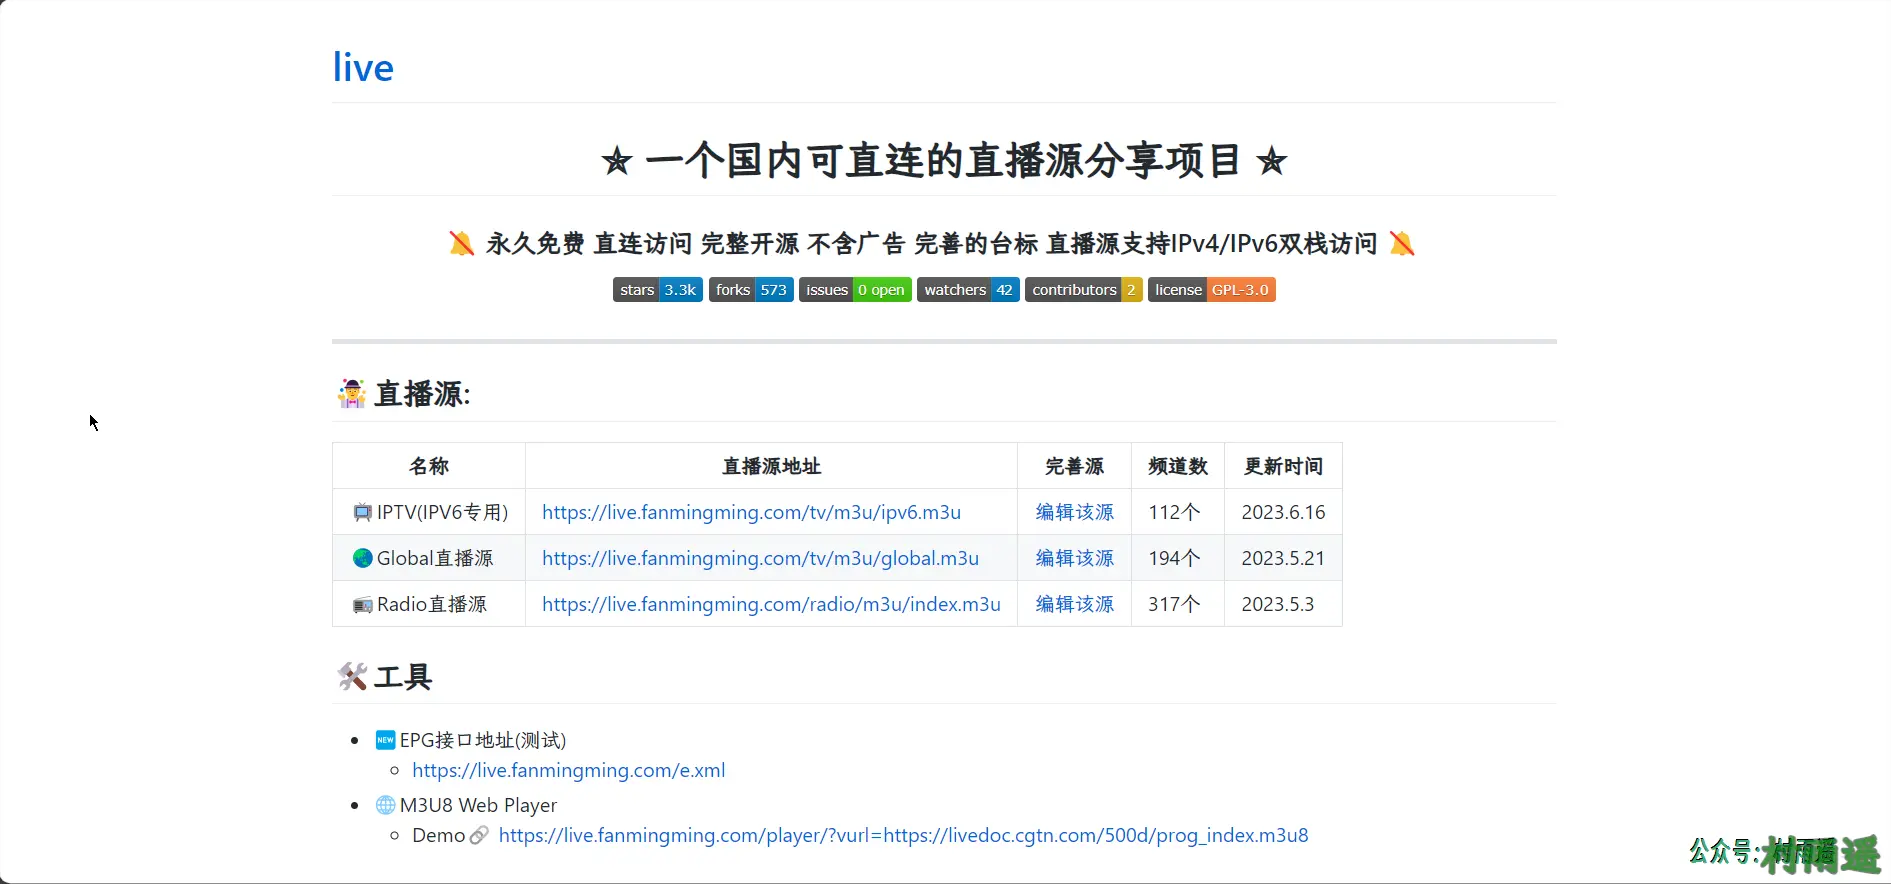 live
✯ 一个国内可直连的直播源分享项目 ✯
🔕 永久免费 直连访问 完整开源 不含广告 完善的台标 直播源支持IPv4/IPv6双栈访问 🔕
stars 3.3k forks 573 issues 0 open watchers 42 contributors 2 license GPL-3.0
🤹 直播源:
名称 直播源地址 完善源 频道数 更新时间
📺 IPTV(IPV6专用) https://live.fanmingming.com/tv/m3u/ipv6.m3u 编辑该源 112个 2023.6.16
🌏 Global直播源 https://live.fanmingming.com/tv/m3u/global.m3u 编辑该源 194个 2023.5.21
📻 Radio直播源 https://live.fanmingming.com/radio/m3u/index.m3u 编辑该源 317个 2023.5.3
🛠️ 工具
🆕 EPG接口地址(测试)
https://live.fanmingming.com/e.xml
🌐 M3U8 Web Player
Demo🔗 https://live.fanmingming.com/player/?vurl=https://livedoc.cgtn.com/500d/prog_index.m3u8
公众号：村雨遥
村雨遥